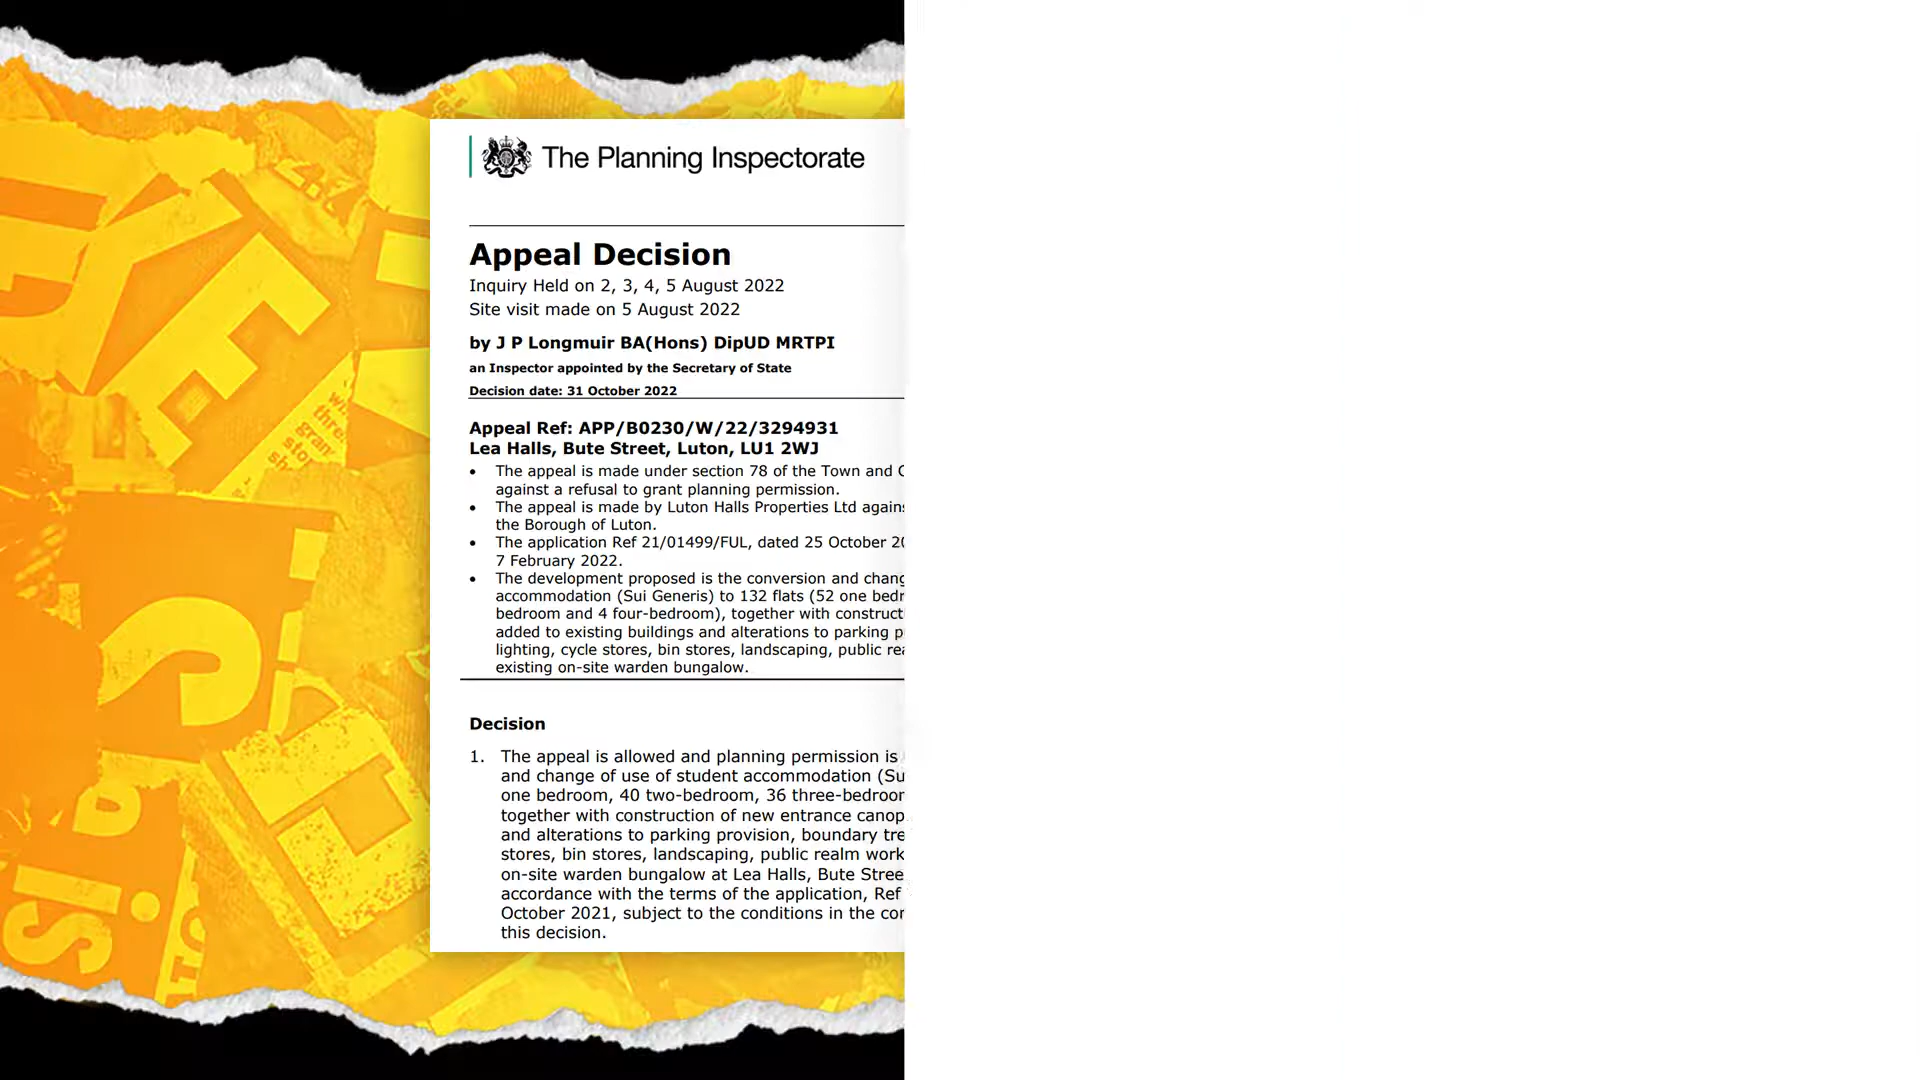 The Planning Inspectorate
Appeal Decision
Inquiry Held on 2, 3, 4, 5 August 2022
Site visit made on 5 August 2022
by J P Longmuir BA(Hons) DipUD MRTPI
an Inspector appointed by the Secretary of State
Decision date: 31 October 2022
Appeal Ref: APP/B0230/W/22/3294931
Lea Halls, Bute Street, Luton, LU1 2WJ
• The appeal is made under section 78 of the Town and
against a refusal to grant planning permission.
• The appeal is made by Luton Halls Properties Ltd
the Borough of Luton.
• The application Ref 21/01499/FUL, dated 25 October
7 February 2022.
• The development proposed is the conversion and
accommodation (Sui Generis) to 132 flats (52 one
bedroom and 4 four-bedroom), together with
added to existing buildings and alterations to parking
lighting, cycle stores, bin stores, landscaping, public
existing on-site warden bungalow.
Decision
1. The appeal is allowed and planning permission is
and change of use of student accommodation
one bedroom, 40 two-bedroom, 36
together with construction of new entrance
and alterations to parking provision, boundary
stores, bin stores, landscaping, public realm
on-site warden bungalow at Lea Halls, Bute
accordance with the terms of the application, Ref
October 2021, subject to the conditions in the
this decision.